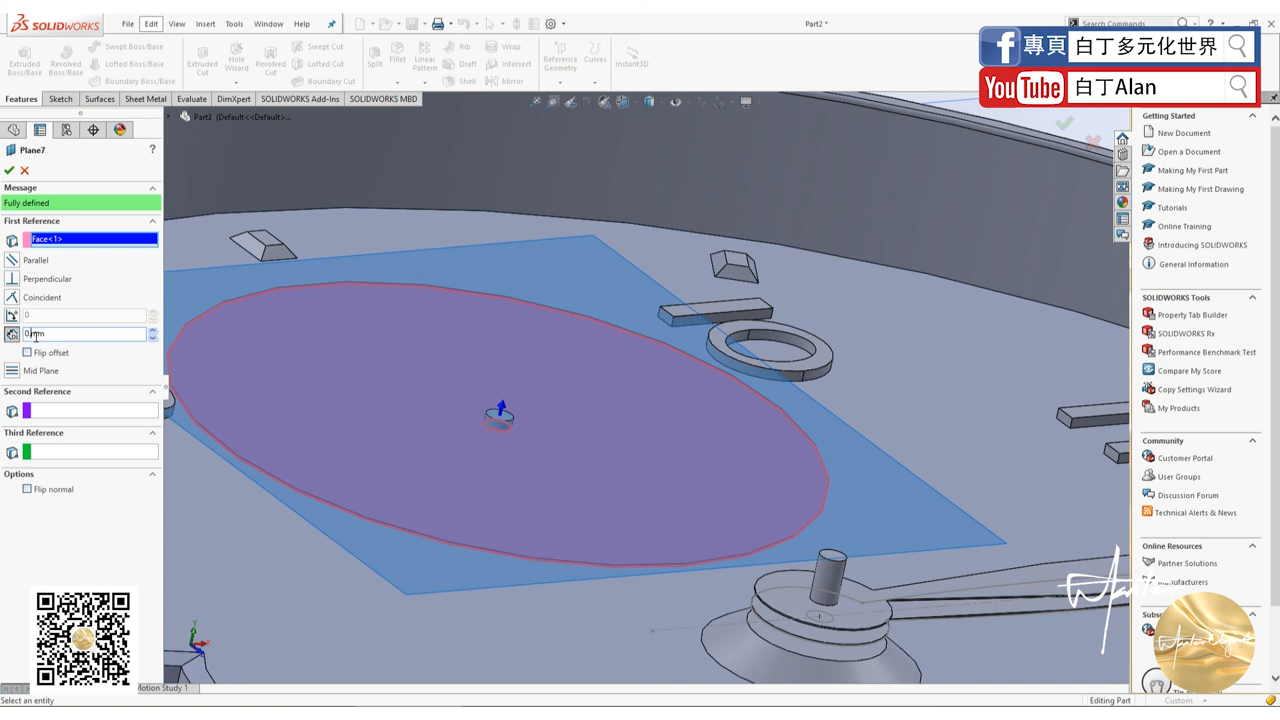 SOLIDWORKS
File Edit View Insert Tools Window Help
Part2 *
Search Commands
Extruded Boss/Base
Revolved Boss/Base
Swept Boss/Base
Lofted Boss/Base
Boundary Boss/Base
Extruded Cut
Hole Wizard
Revolved Cut
Swept Cut
Lofted Cut
Boundary Cut
Split
Fillet
Linear Pattern
Rib
Draft
Shell
Wrap
Intersect
Mirror
Reference Geometry
Curves
Instant3D
專頁 白丁多元化世界
YouTube 白丁Alan
Features Sketch Surfaces Sheet Metal Evaluate DimXpert SOLIDWORKS Add-Ins SOLIDWORKS MBD
Part2 (Default<<Default>...
Plane7
Message
Fully defined
First Reference
Face<1>
Parallel
Perpendicular
Coincident
0
Flip offset
Mid Plane
Second Reference
Third Reference
Options
Flip normal
Getting Started
New Document
Open a Document
Making My First Part
Making My First Drawing
Tutorials
Online Training
Introducing SOLIDWORKS
General Information
SOLIDWORKS Tools
Property Tab Builder
SOLIDWORKS Rx
Performance Benchmark Test
Compare My Score
Copy Settings Wizard
My Products
Community
Customer Portal
User Groups
Discussion Forum
Technical Alerts & News
Online Resources
Partner Solutions
Motion Study 1
Select an entity
Editing Part
Custom